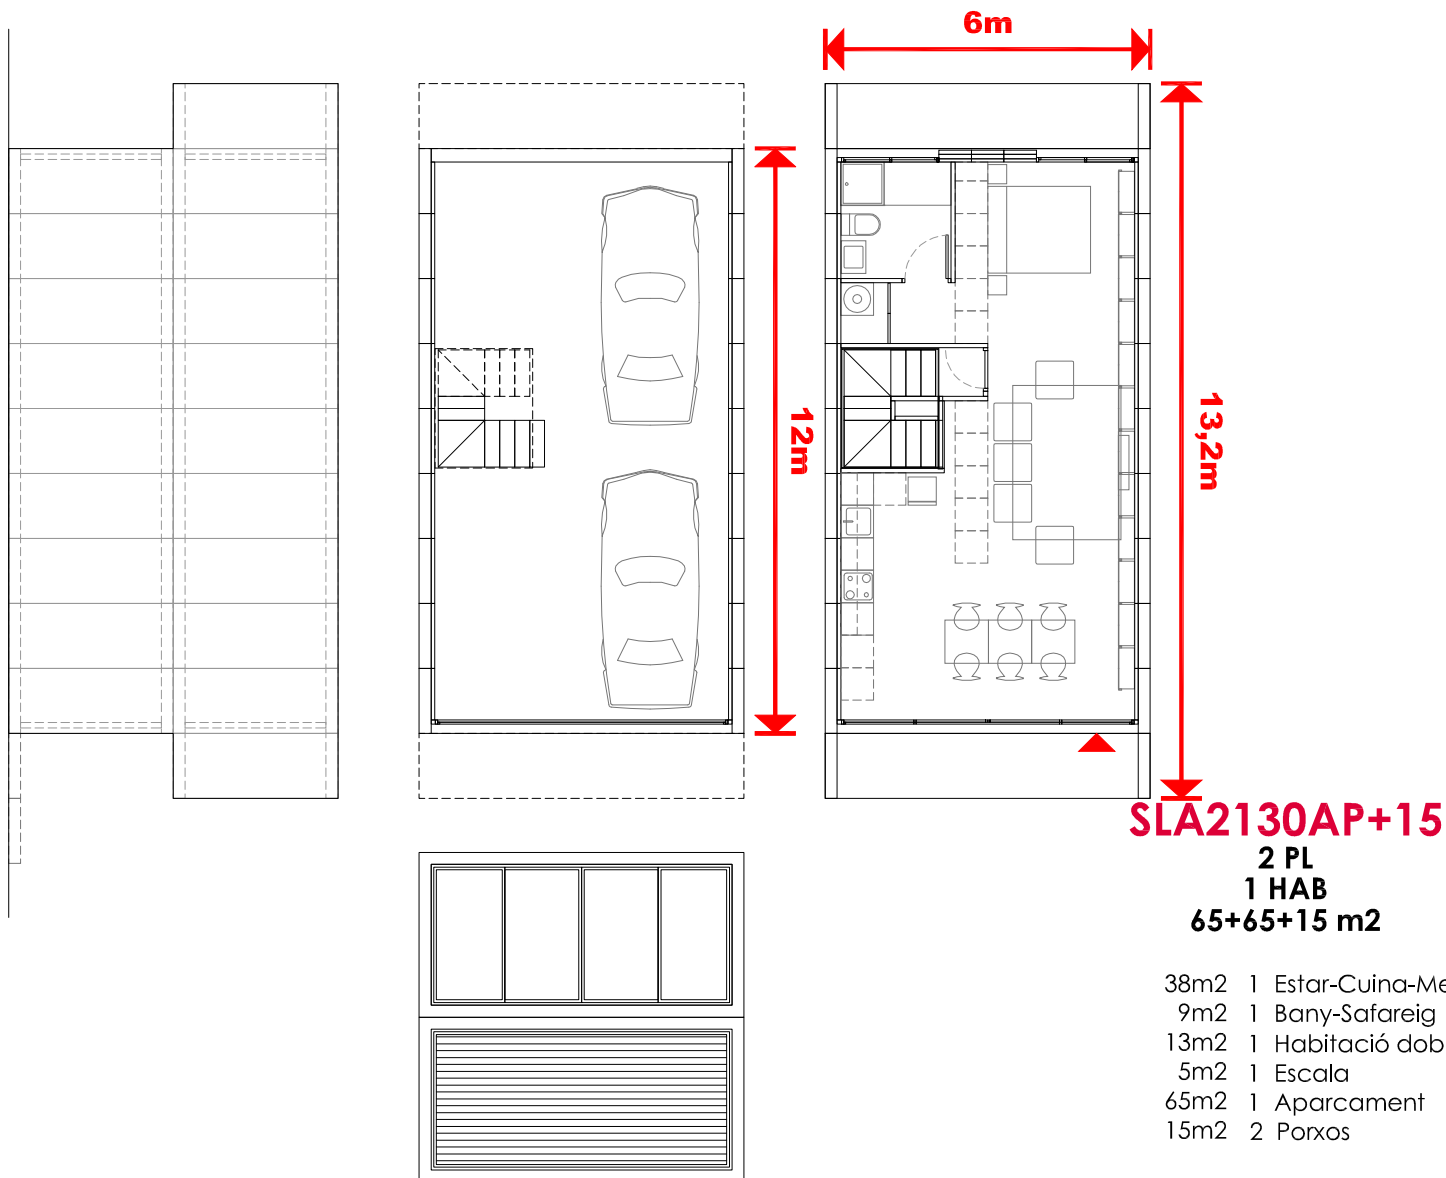 6m
12m
13,2m
SLA2130AP+15
2 PL
1 HAB
65+65+15 m2
38m2 1 Estar-Cuina-Me
9m2 1 Bany-Safareig
13m2 1 Habitació dob
5m2 1 Escala
65m2 1 Aparcament
15m2 2 Porxos